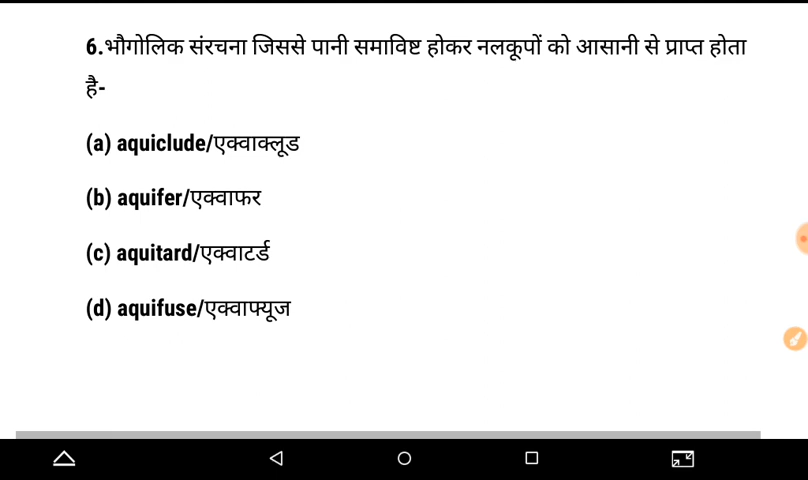 6.भौगोलिक संरचना जिससे पानी समाविष्ट होकर नलकूपों को आसानी से प्राप्त होता
है-
(a) aquiclude/एक्वाक्लूड
(b) aquifer/एक्वाफर
(c) aquitard/एक्वाटर्ड
(d) aquifuse/एक्वाफ्यूज